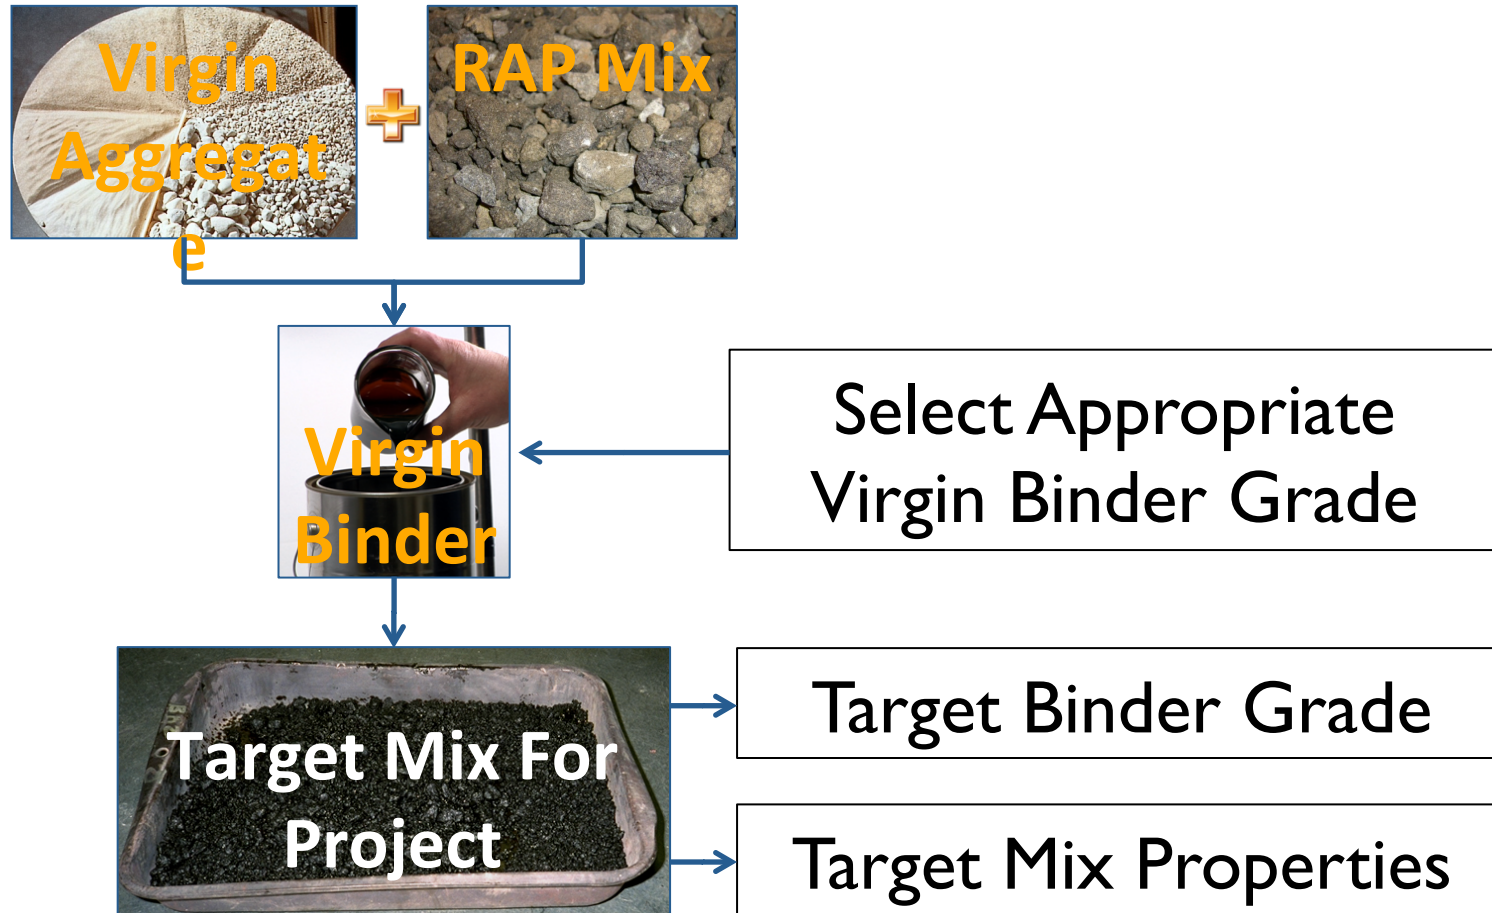 Virgin
Aggregat
e
RAP Mix
Virgin
Binder
Select Appropriate
Virgin Binder Grade
Target Mix For
Project
Target Binder Grade
Target Mix Properties